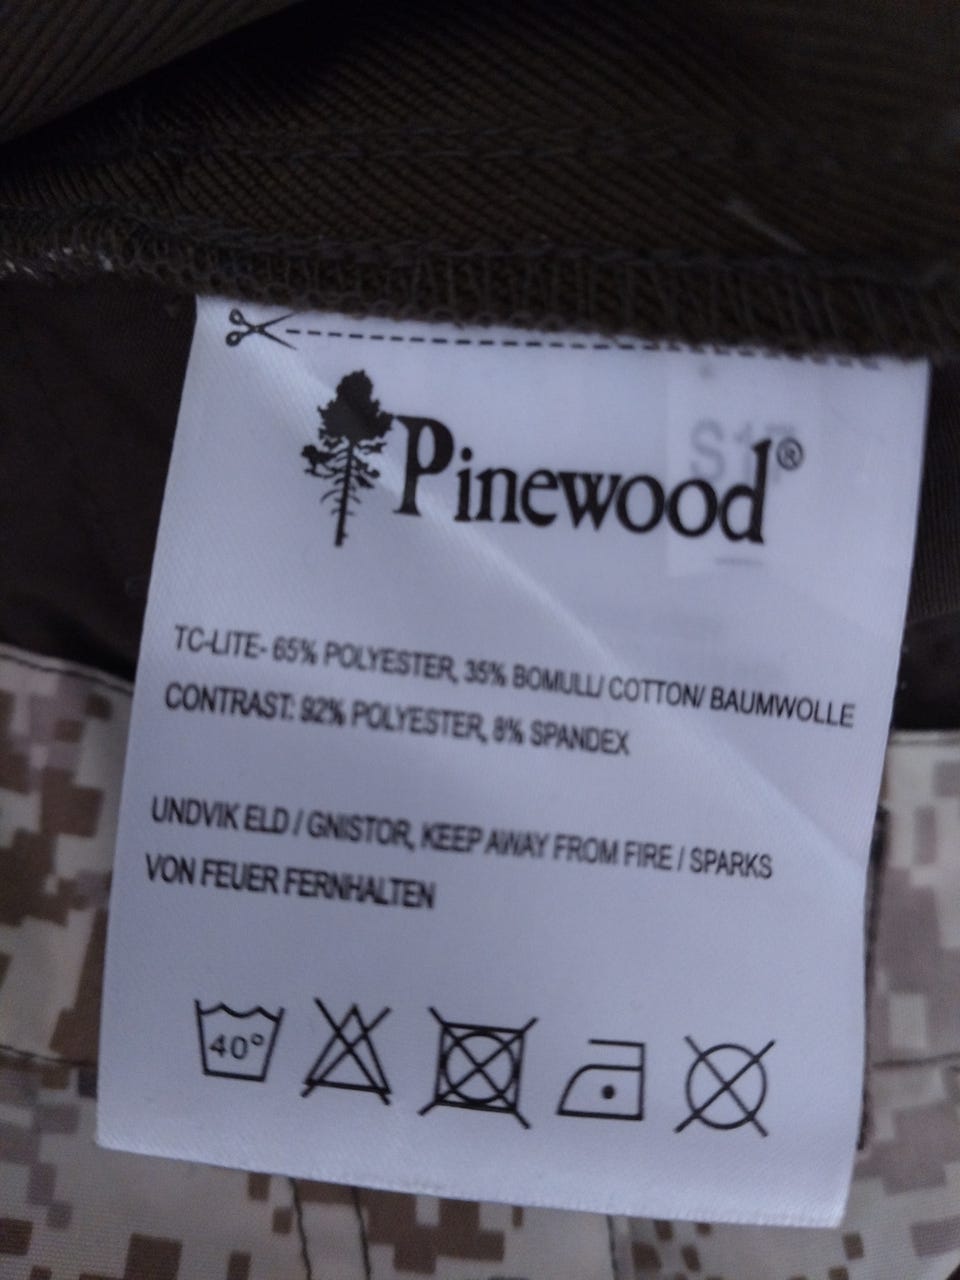 Pinewood®
TC-LITE- 65% POLYESTER, 35% BOMULL/ COTTON/ BAUMWOLLE
CONTRAST: 92% POLYESTER, 8% SPANDEX
UNDVIK ELD / GNISTOR, KEEP AWAY FROM FIRE / SPARKS
VON FEUER FERNHALTEN
40°